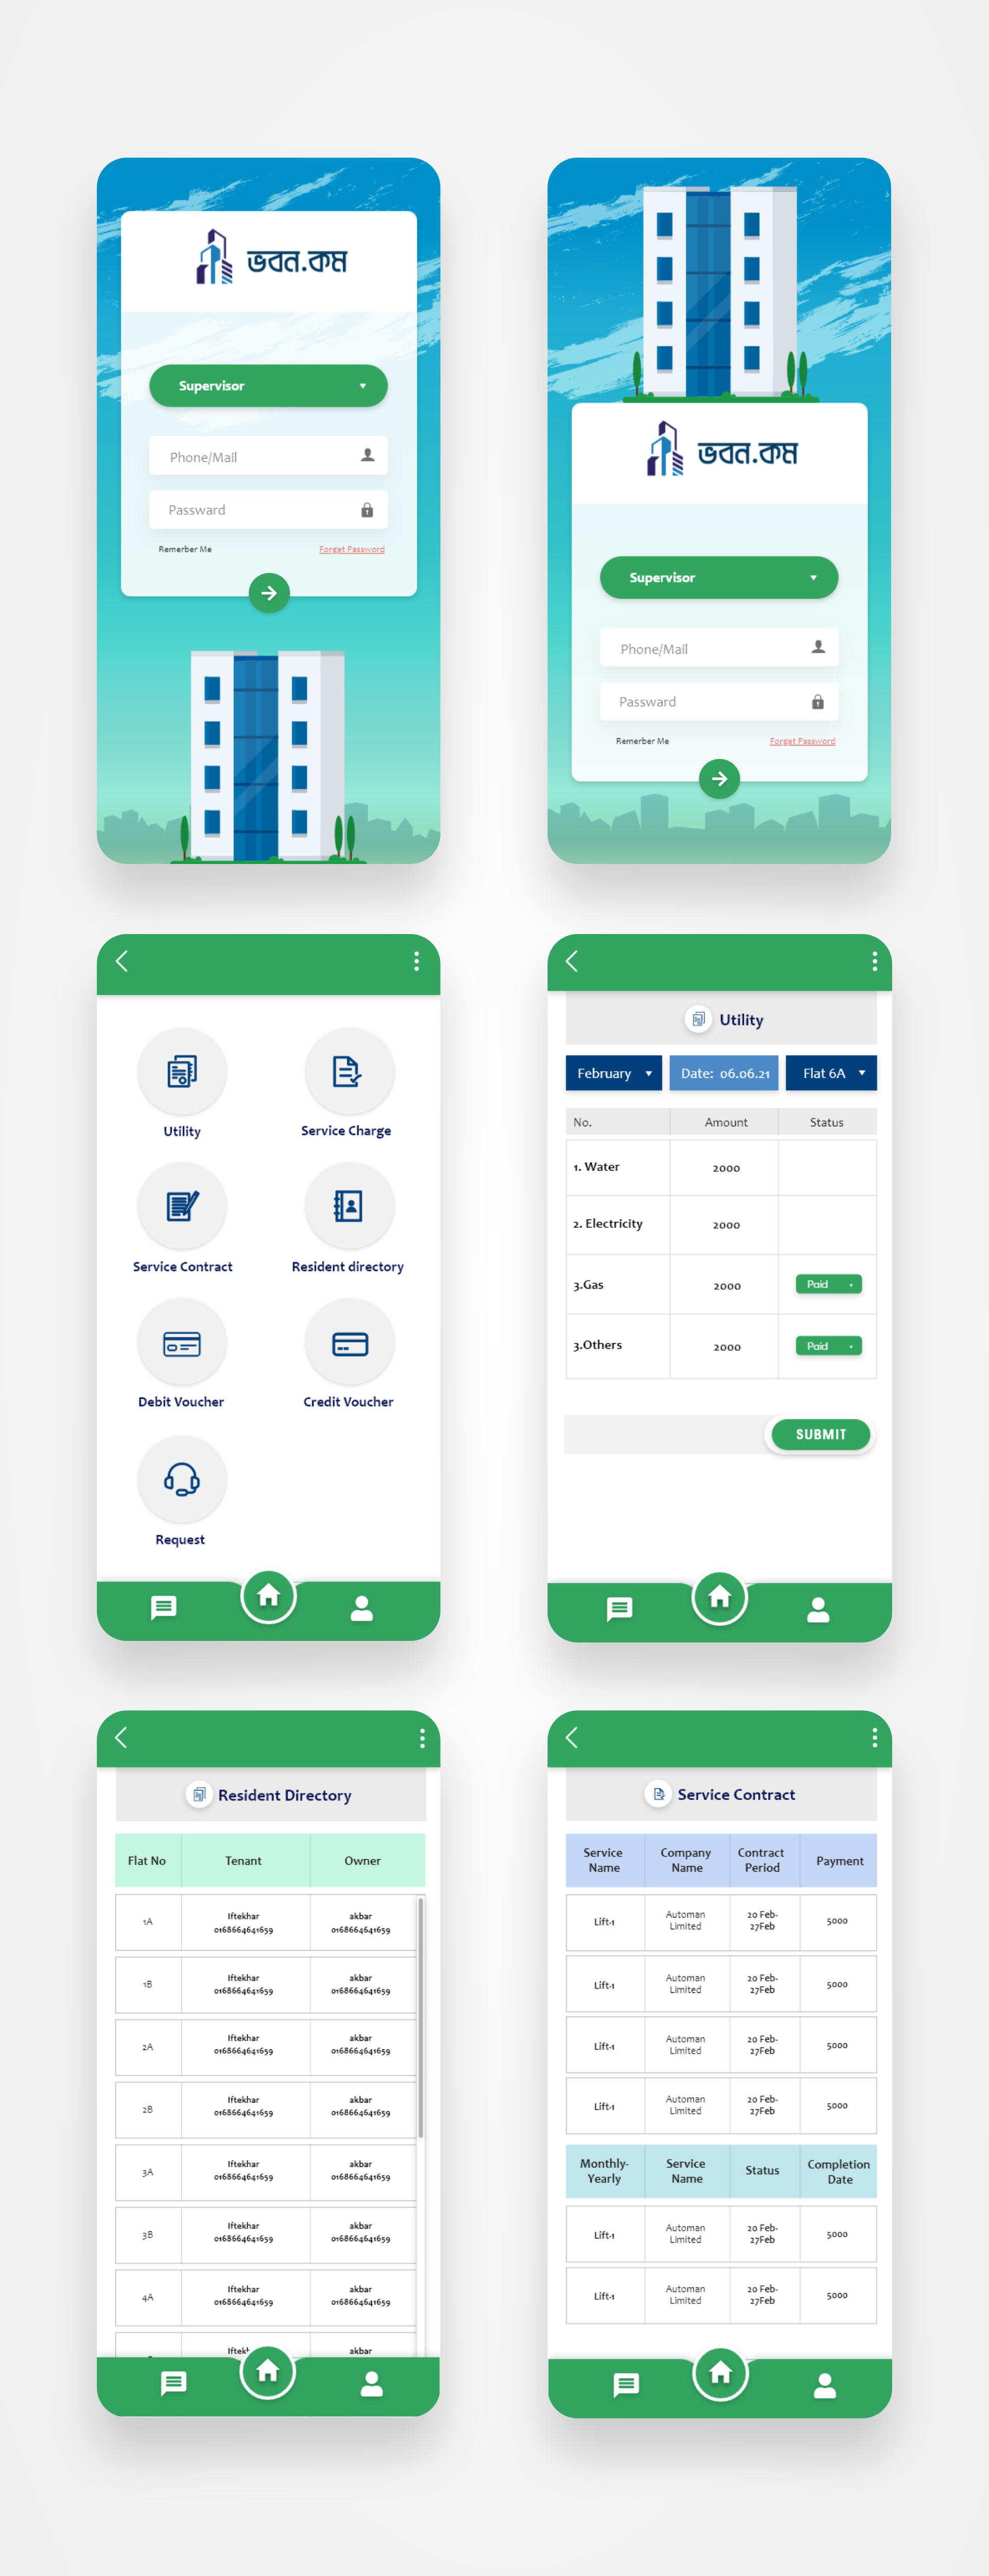 ভবন.কম
Supervisor
Phone/Mail
Passward
Remerber Me Forget Password
ভবন.কম
Supervisor
Phone/Mail
Passward
Remerber Me Forget Password
Utility Service Charge
Service Contract Resident directory
Debit Voucher Credit Voucher
Request
Utility
February Date: 06.06.21 Flat 6A
No. Amount Status
1. Water 2000
2. Electricity 2000
3.Gas 2000 Paid
3.Others 2000 Paid
SUBMIT
Resident Directory
Flat No Tenant Owner
1A Iftekhar akbar
0168664641659 0168664641659
1B Iftekhar akbar
0168664641659 0168664641659
2A Iftekhar akbar
0168664641659 0168664641659
2B Iftekhar akbar
0168664641659 0168664641659
3A Iftekhar akbar
0168664641659 0168664641659
3B Iftekhar akbar
0168664641659 0168664641659
4A Iftekhar akbar
0168664641659 0168664641659
akbar
Service Contract
Service Company Contract Payment
Name Name Period
Lift-1 Automan 20 Feb- 5000
Limited 27Feb
Lift-1 Automan 20 Feb- 5000
Limited 27Feb
Lift-1 Automan 20 Feb- 5000
Limited 27Feb
Lift-1 Automan 20 Feb- 5000
Limited 27Feb
Monthly- Service Status Completion
Yearly Name Date
Lift-1 Automan 20 Feb- 5000
Limited 27Feb
Lift-1 Automan 20 Feb- 5000
Limited 27Feb